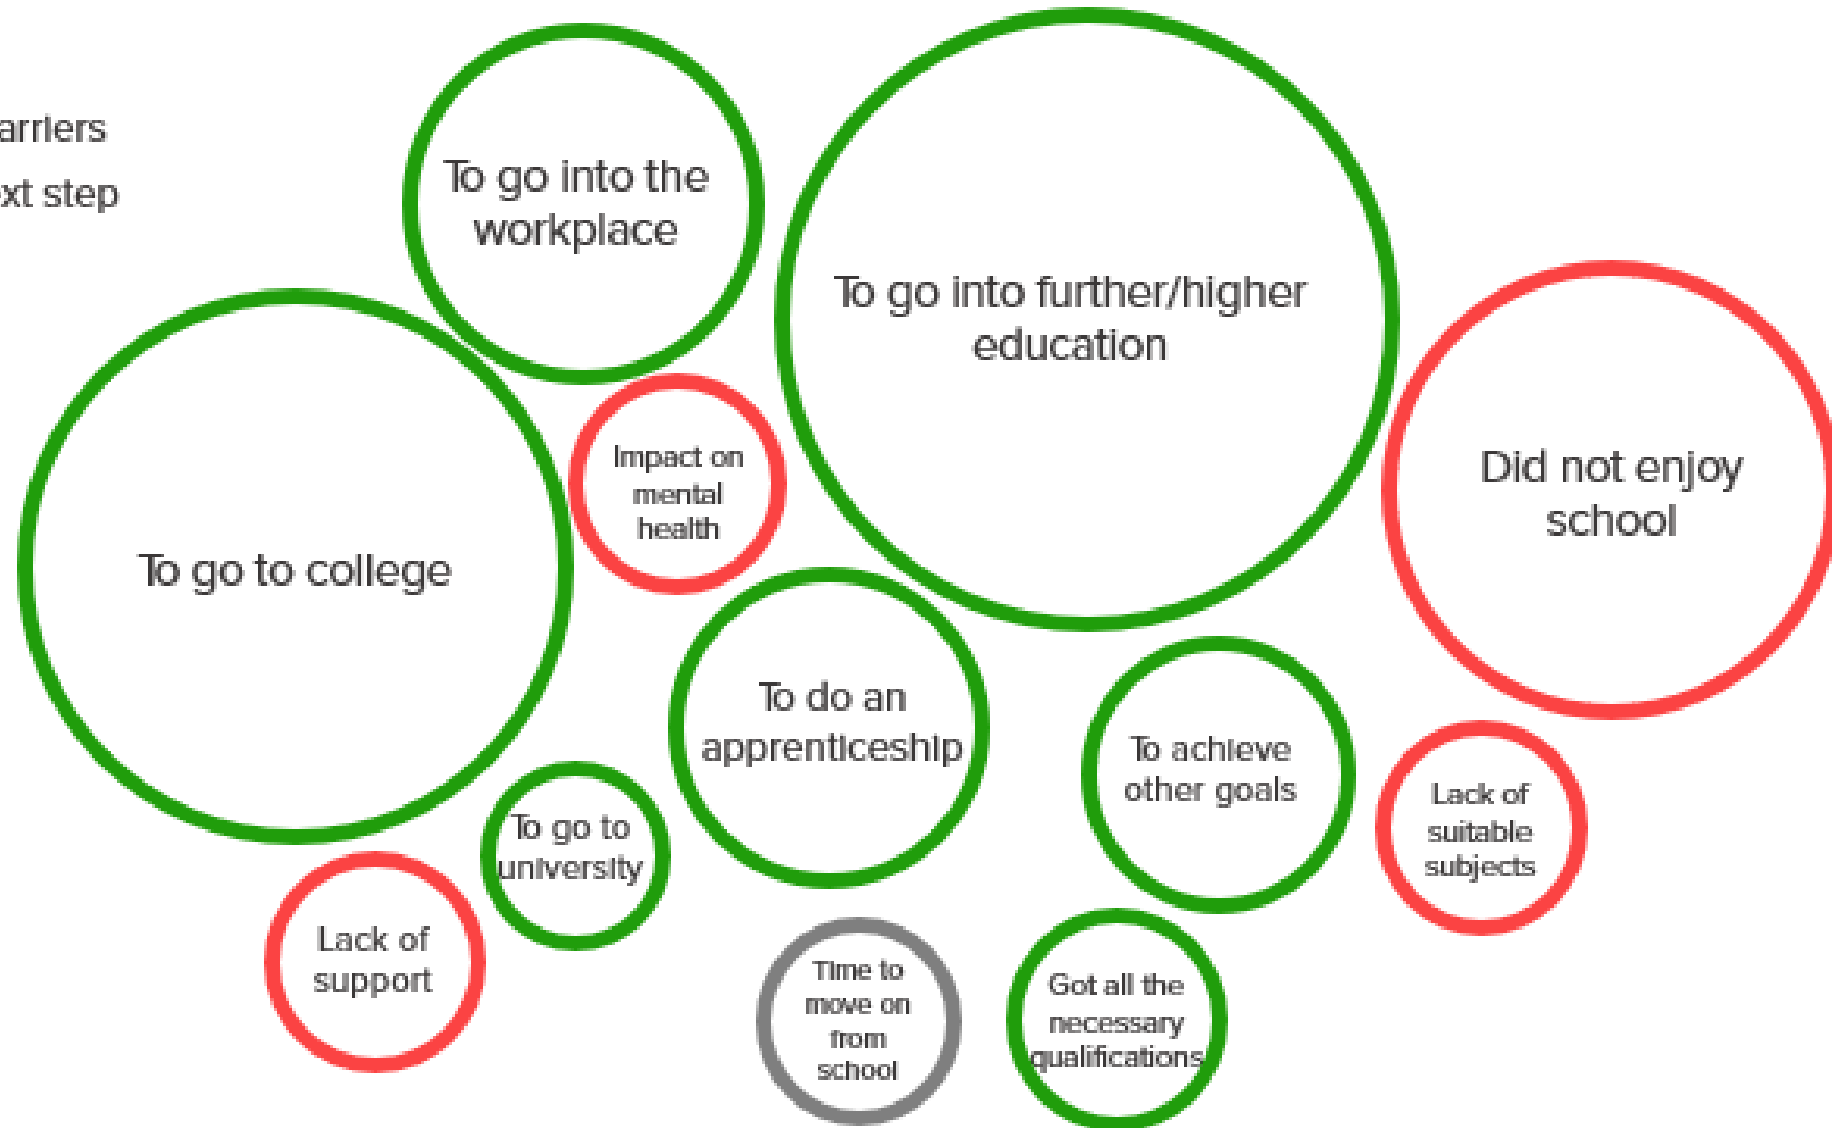 arriers
xt step
To go into the
workplace
To go into further/higher
education
Did not enjoy
school
Impact on
mental
health
To go to college
To do an
apprenticeship
To achieve
other goals
Lack of
suitable
subjects
To go to
university
Lack of
support
Time to
move on
from
school
Got all the
necessary
qualifications